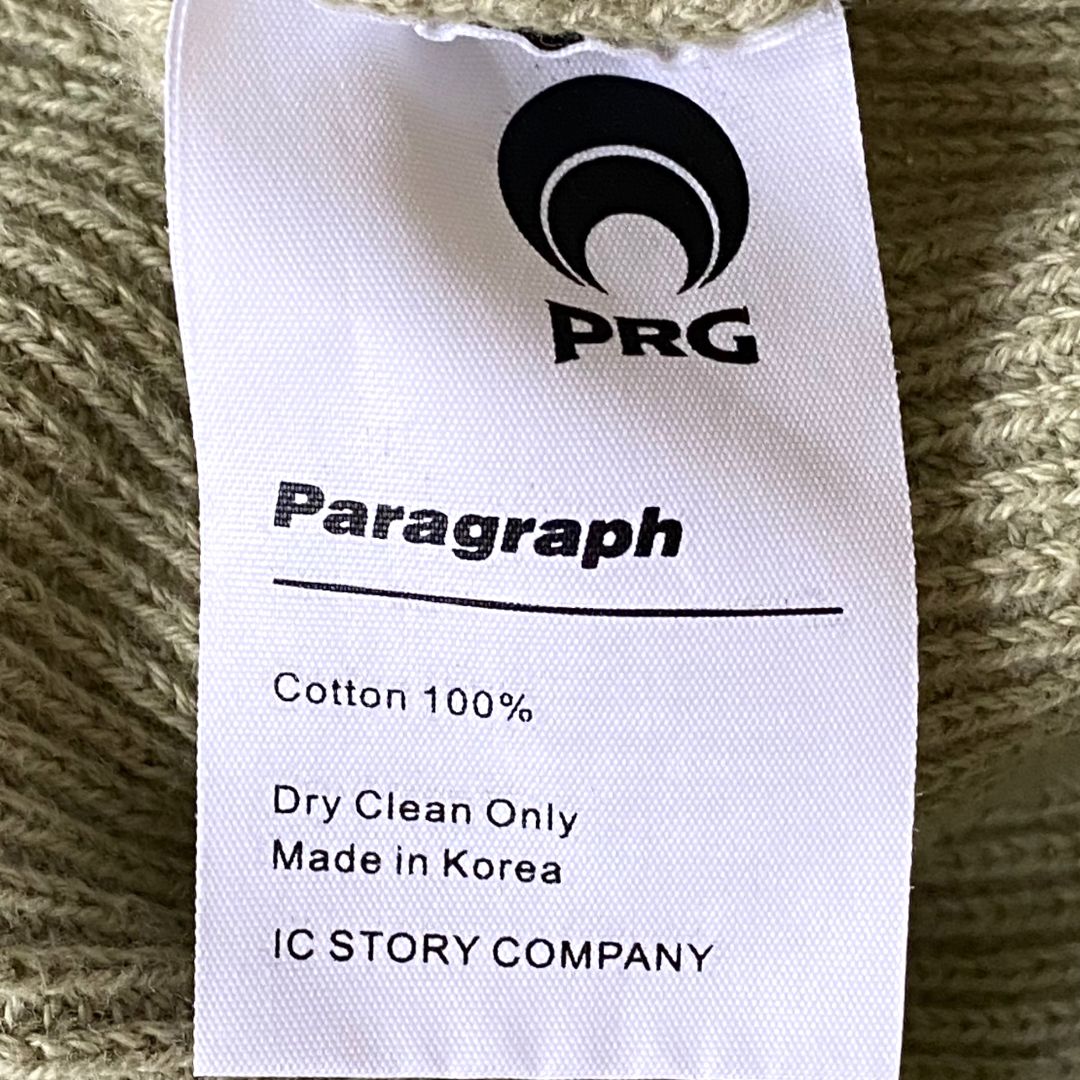 PRG
Paragraph
Cotton 100%
Dry Clean Only
Made in Korea
IC STORY COMPANY